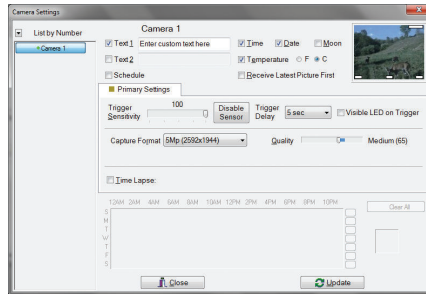 Camera Settings
List by Number
Camera 1
Camera 1
Text 1 Enter custom text here Time Date Moon
Text 2 Temperature F C
Schedule Receive Latest Picture First
Primary Settings
Trigger Sensitivity 100 Disable Sensor Trigger Delay 5 sec Visible LED on Trigger
Capture Format 5Mp (2592x1944) Quality Medium (65)
Time Lapse:
12AM 2AM 4AM 6AM 8AM 10AM 12PM 2PM 4PM 6PM 8PM 10PM
S
M
T
W
T
F
S
Clear All
Close Update